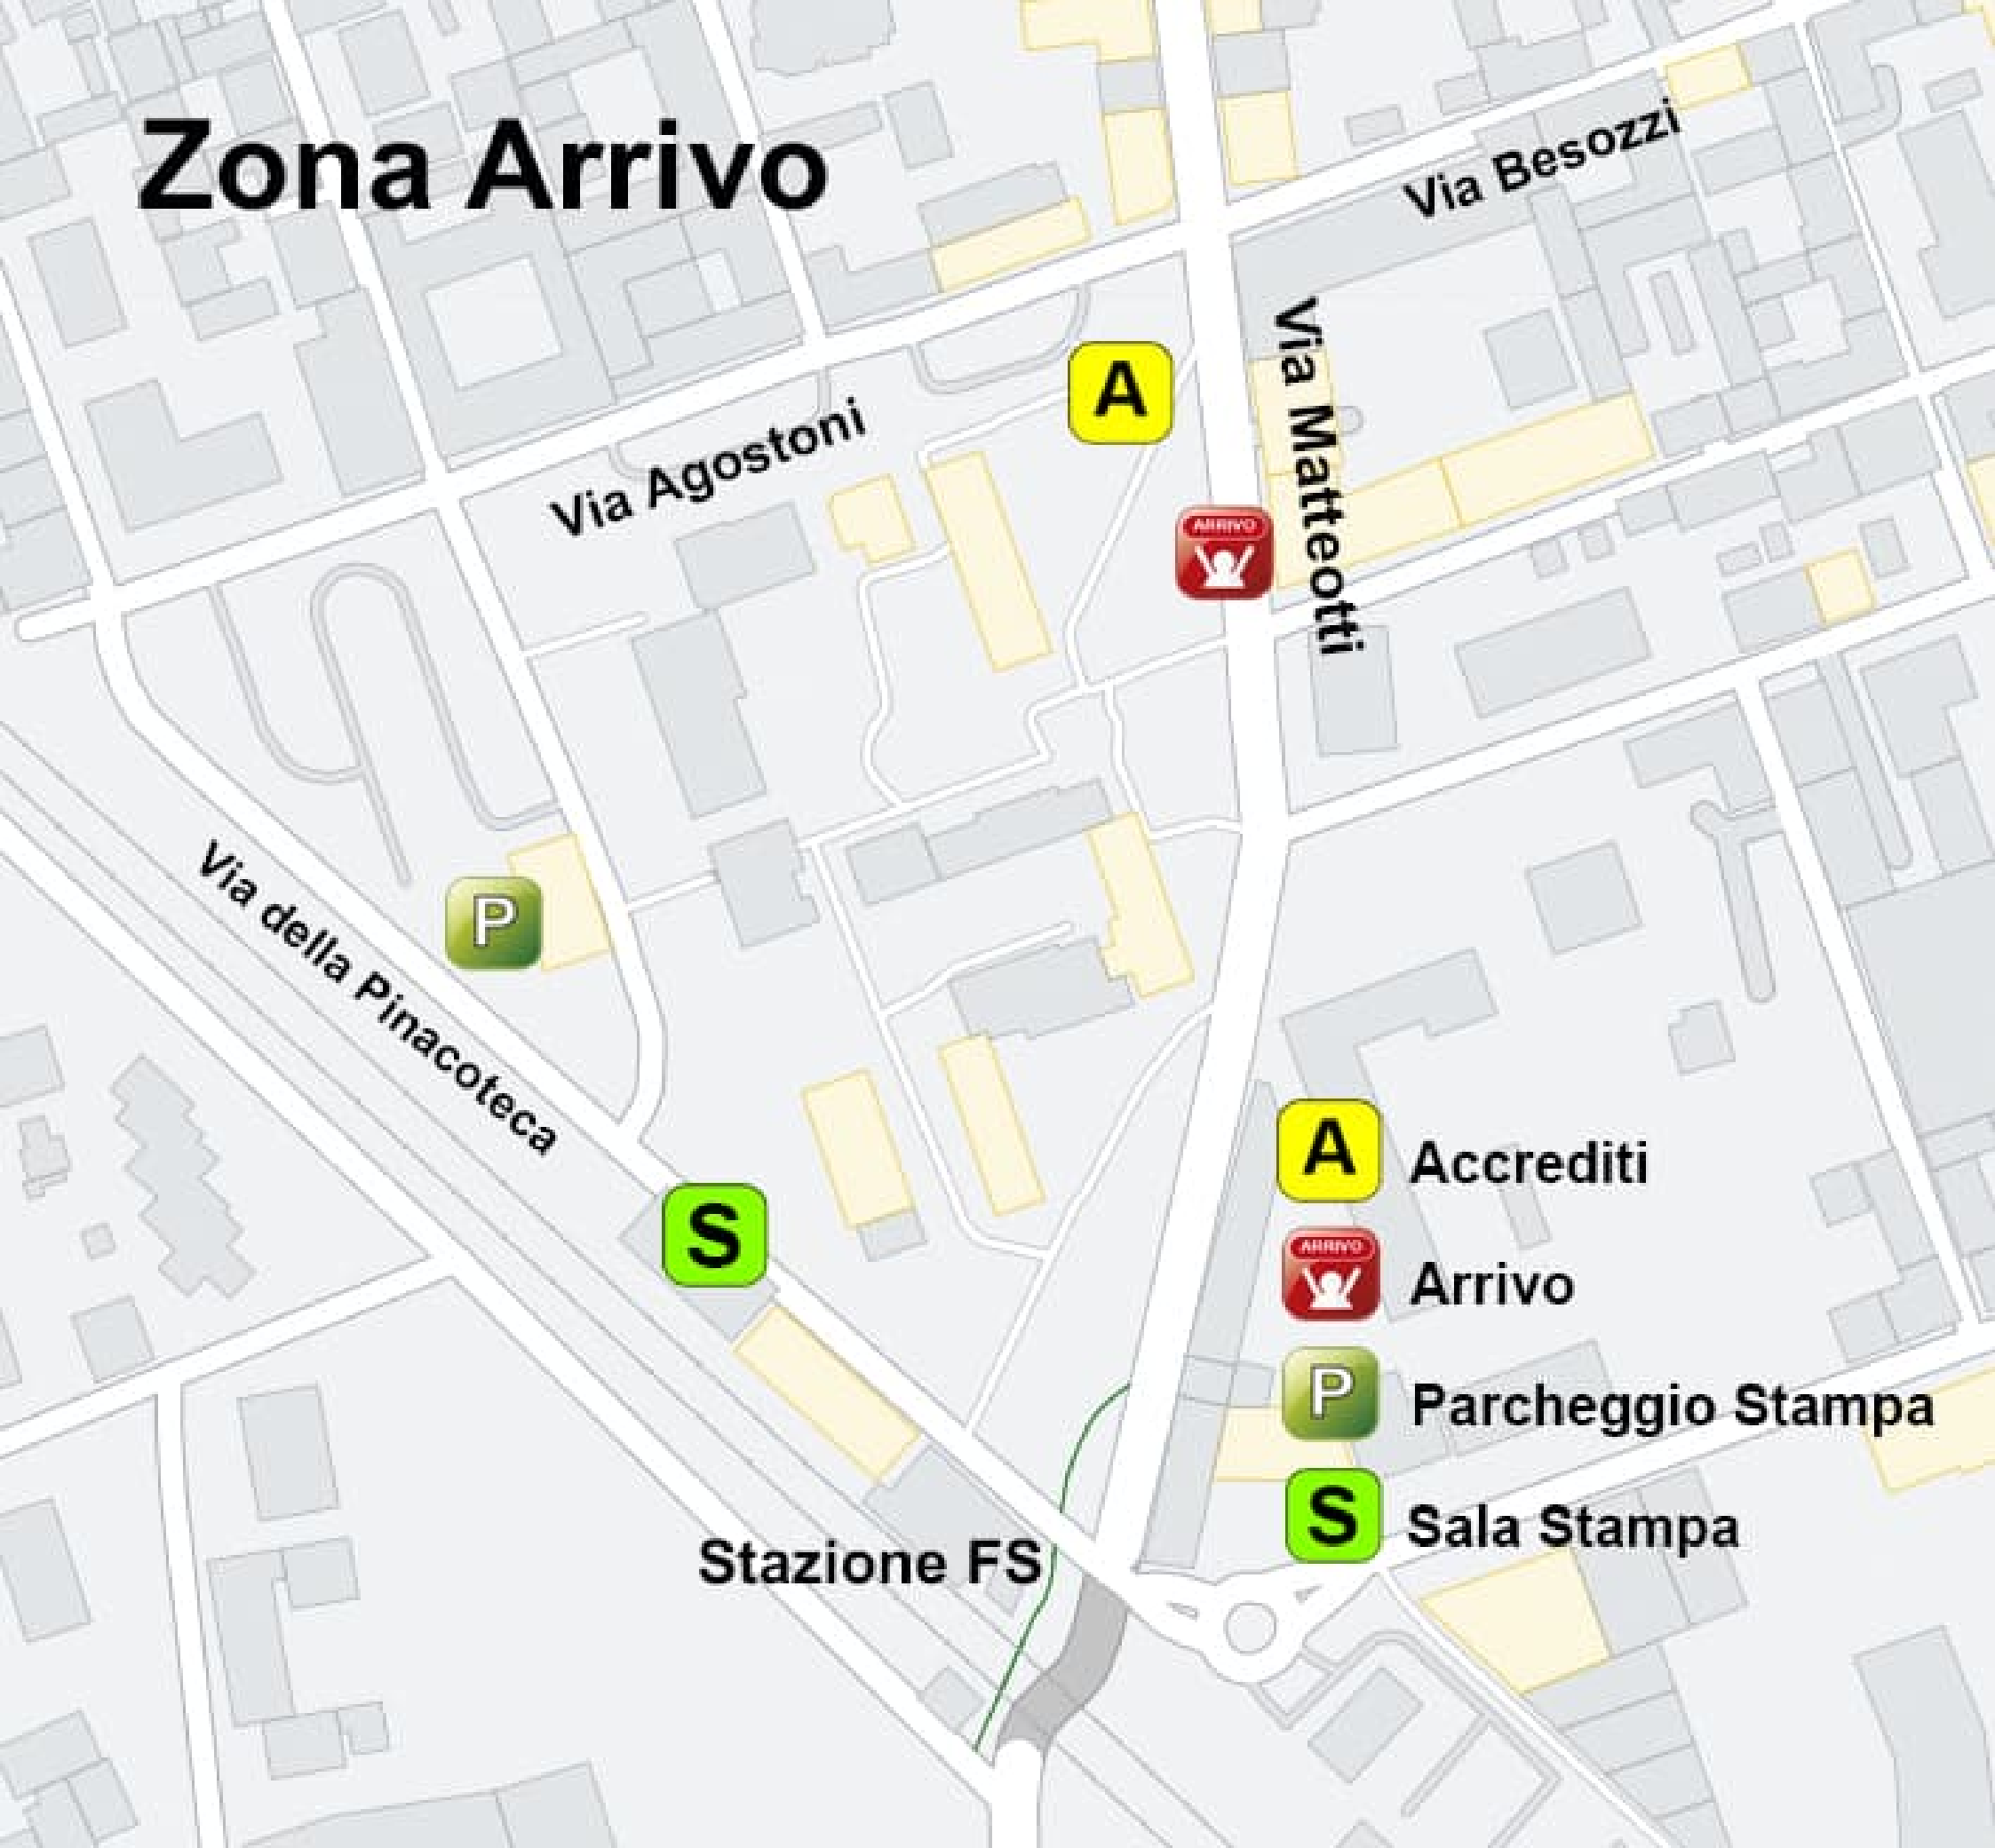 Zona Arrivo
Via Besozzi
Via Matteotti
A
Via Agostoni
ARRIVO
P
Via della Pinacoteca
S
A Accrediti
ARRIVO
Arrivo
P Parcheggio Stampa
S Sala Stampa
Stazione FS